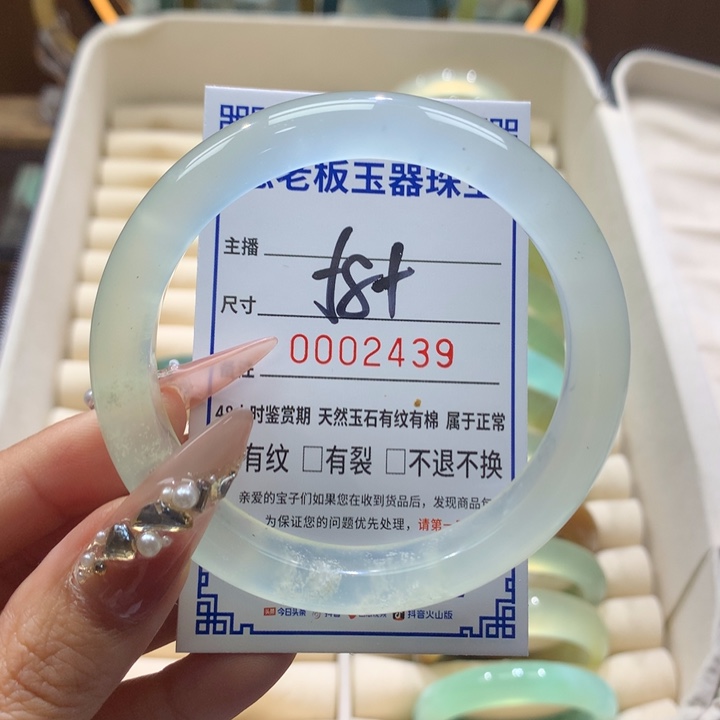 老板玉器珠宝
主播
尺寸 58+
0002439
48小时鉴赏期 天然玉石有纹有棉 属于正常
有纹 □有裂 □不退不换
亲爱的宝子们如果您在收到货品后，发现商品
为保证您的问题优先处理，请第一
今日头条 抖音 抖音火山版